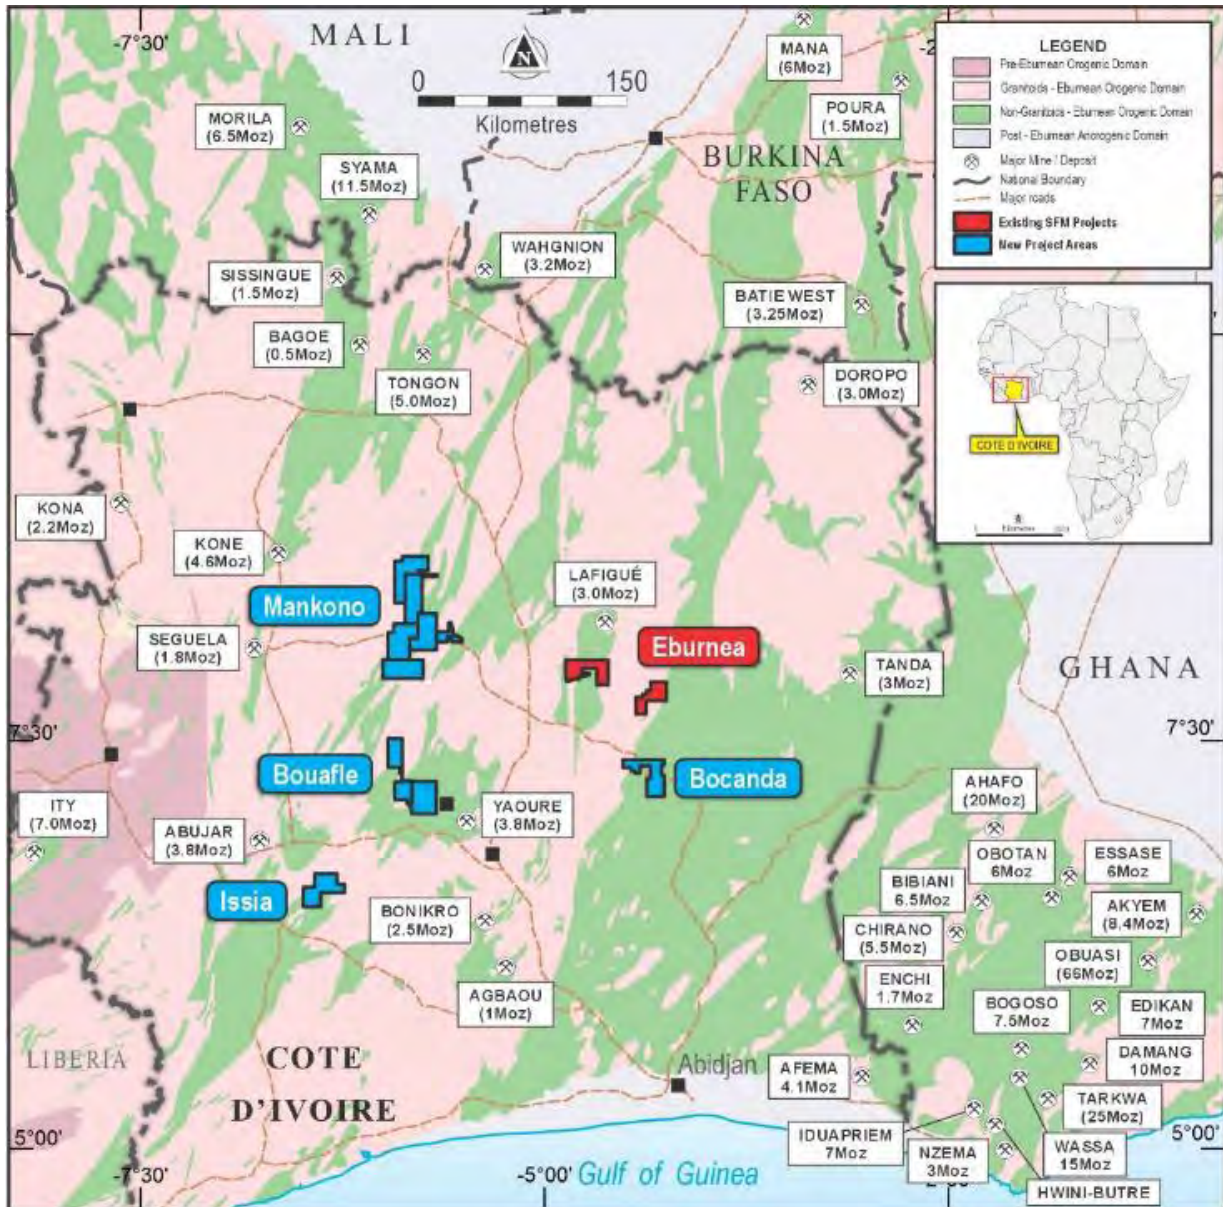 -7°30'
MALI
N
0
150
Kilometres
MANA
(6Moz)
POURA
(1.5Moz)
MORILA
(6.5Moz)
SYAMA
(11.5Moz)
BURKINA
FASO
WAHGNION
(3.2Moz)
SISSINGUE
(1.5Moz)
BATIE WEST
(3.25Moz)
BAGOE
(0.5Moz)
TONGON
(5.0Moz)
DOROPO
(3.0Moz)
LEGEND
Pre-Eburnean Orogenic Domain
Granitoids - Eburnean Orogenic Domain
Non-Granitoids - Eburnean Orogenic Domain
Post - Eburnean Anorogenic Domain
Major Mine / Deposit
National Boundary
Major roads
Existing SFM Projects
New Project Areas
COTE D'IVOIRE
KONA
(2.2Moz)
KONE
(4.6Moz)
Mankono
LAFIGUÉ
(3.0Moz)
Eburnea
SEGUELA
(1.8Moz)
TANDA
(3Moz)
GHANA
7°30'
7°30'
Bouafle
Bocanda
ITY
(7.0Moz)
ABUJAR
(3.8Moz)
YAOURE
(3.8Moz)
AHAFO
(20Moz)
OBOTAN
6Moz
ESSASE
6Moz
Issia
BONIKRO
(2.5Moz)
BIBIANI
6.5Moz
AKYEM
(8.4Moz)
CHIRANO
(5.5Moz)
OBUASI
(66Moz)
AGBAOU
(1Moz)
ENCHI
1.7Moz
BOGOSO
7.5Moz
EDIKAN
7Moz
LIBERIA
COTE
D'IVOIRE
Abidjan
AFEMA
4.1Moz
DAMANG
10Moz
TARKWA
(25Moz)
5°00'
5°00'
IDUAPRIEM
7Moz
NZEMA
3Moz
WASSA
15Moz
HWINI-BUTRE
-7°30'
-5°00'
Gulf of Guinea